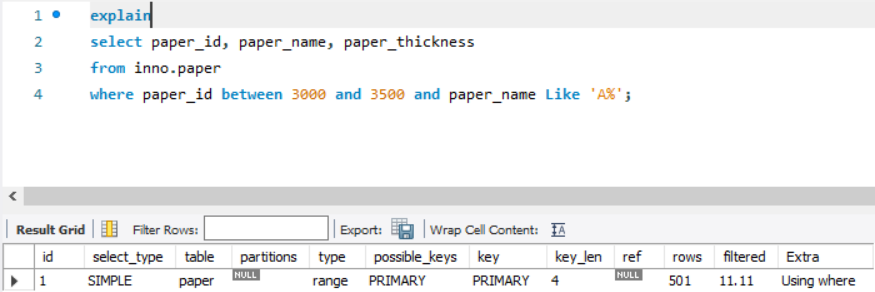 1 explain
2 select paper_id, paper_name, paper_thickness
3 from inno.paper
4 where paper_id between 3000 and 3500 and paper_name Like 'A%';
Result Grid Filter Rows: Export: Wrap Cell Content:
id select_type table partitions type possible_keys key key_len ref rows filtered Extra
1 SIMPLE paper NULL range PRIMARY PRIMARY 4 NULL 501 11.11 Using where